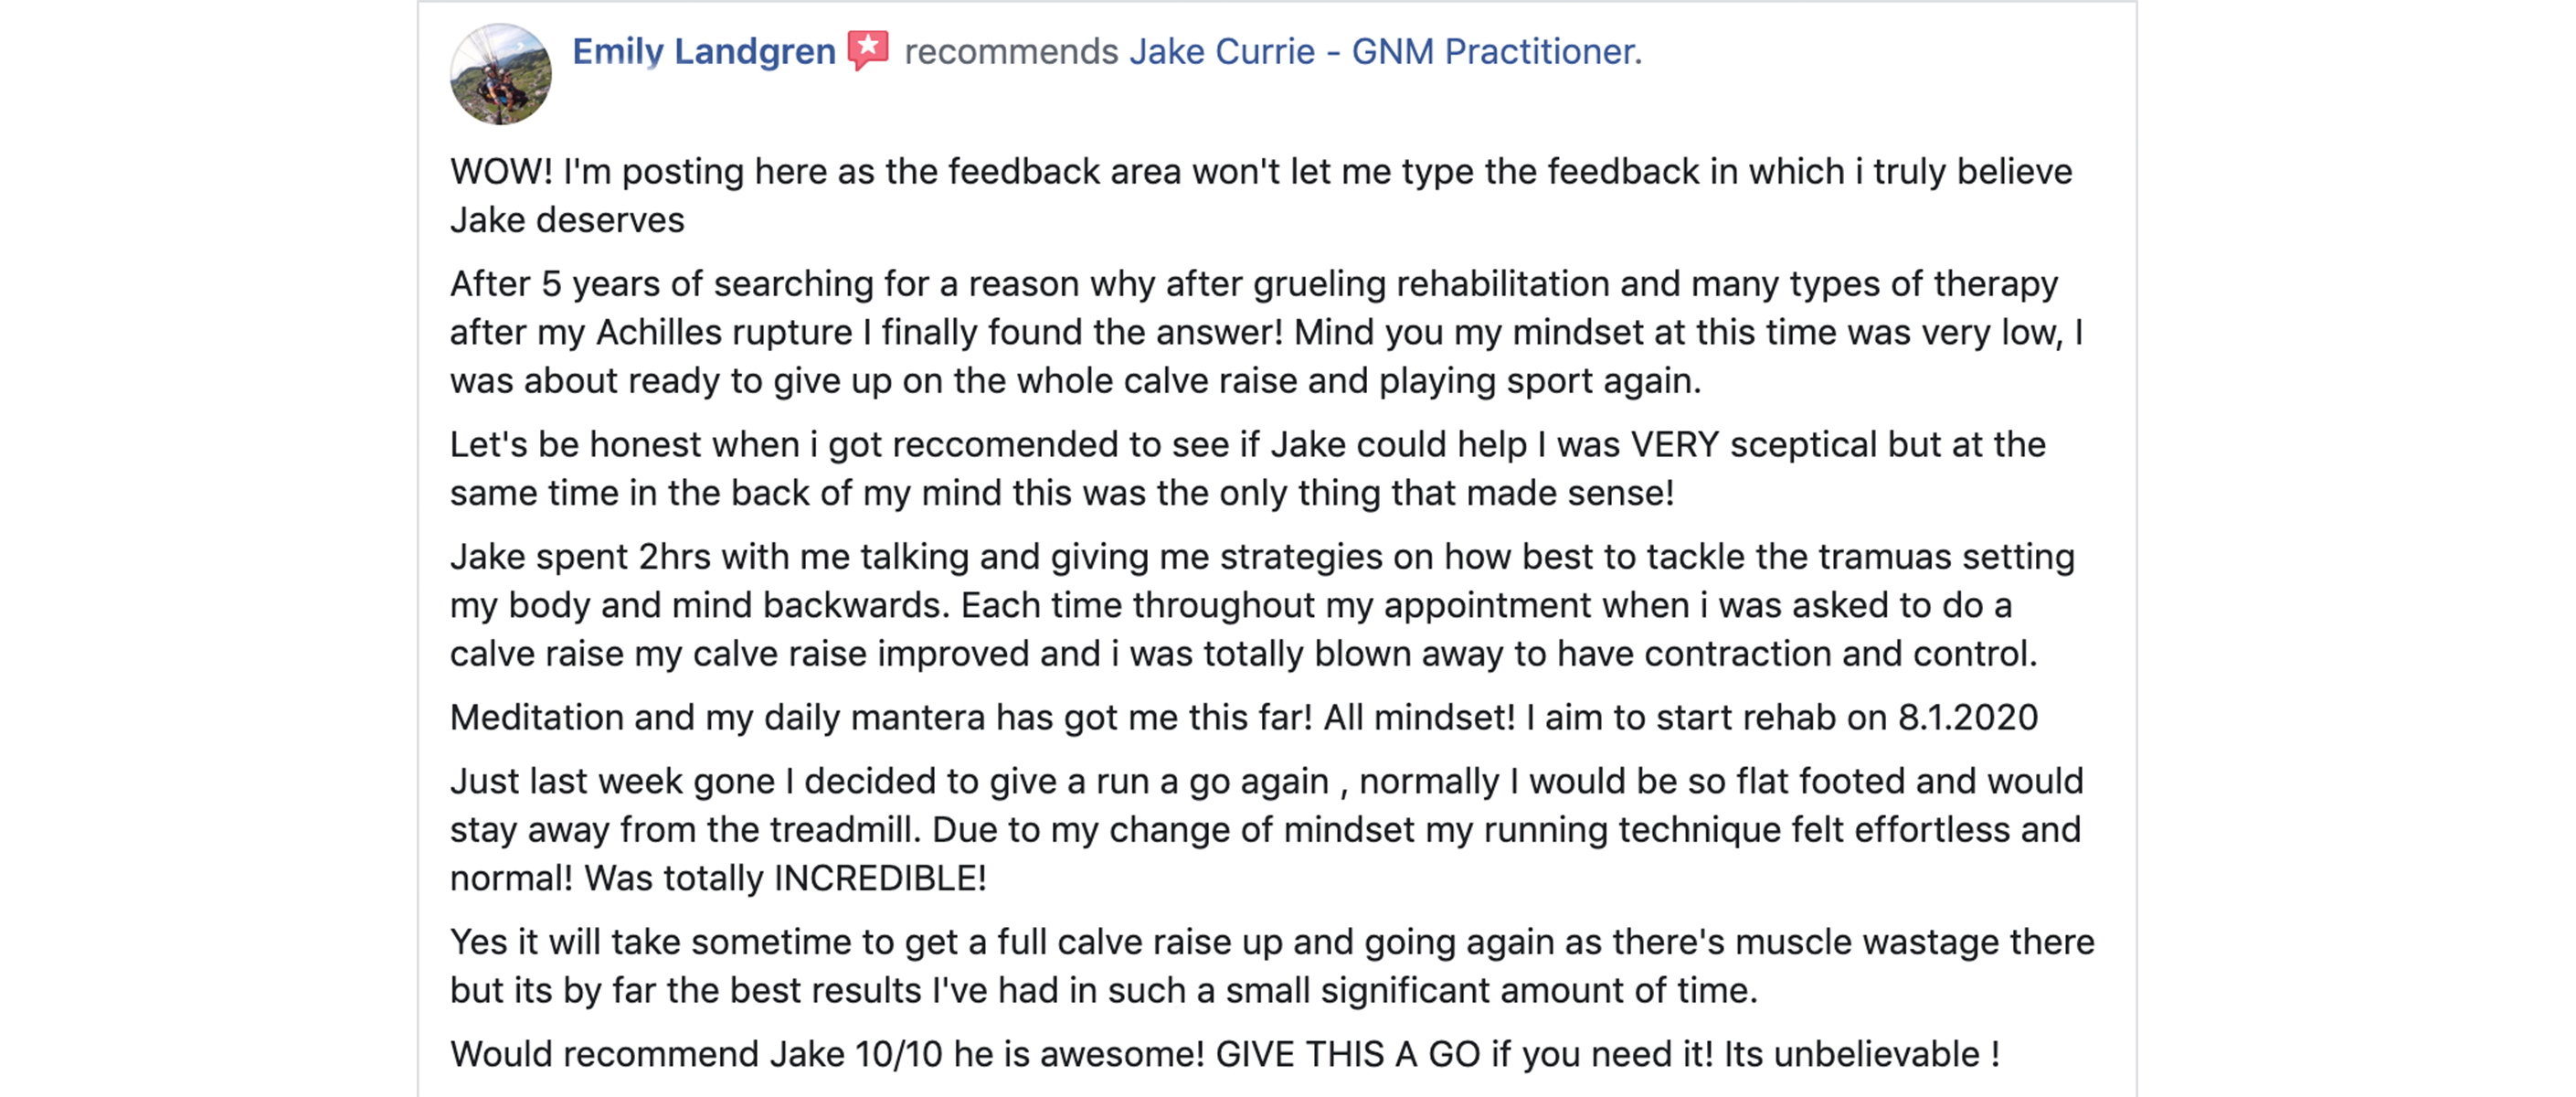 Emily Landgren recommends Jake Currie - GNM Practitioner.
WOW! I'm posting here as the feedback area won't let me type the feedback in which i truly believe
Jake deserves
After 5 years of searching for a reason why after grueling rehabilitation and many types of therapy
after my Achilles rupture I finally found the answer! Mind you my mindset at this time was very low, I
was about ready to give up on the whole calve raise and playing sport again.
Let's be honest when i got reccomended to see if Jake could help I was VERY sceptical but at the
same time in the back of my mind this was the only thing that made sense!
Jake spent 2hrs with me talking and giving me strategies on how best to tackle the tramuas setting
my body and mind backwards. Each time throughout my appointment when i was asked to do a
calve raise my calve raise improved and i was totally blown away to have contraction and control.
Meditation and my daily mantera has got me this far! All mindset! I aim to start rehab on 8.1.2020
Just last week gone I decided to give a run a go again , normally I would be so flat footed and would
stay away from the treadmill. Due to my change of mindset my running technique felt effortless and
normal! Was totally INCREDIBLE!
Yes it will take sometime to get a full calve raise up and going again as there's muscle wastage there
but its by far the best results I've had in such a small significant amount of time.
Would recommend Jake 10/10 he is awesome! GIVE THIS A GO if you need it! Its unbelievable !